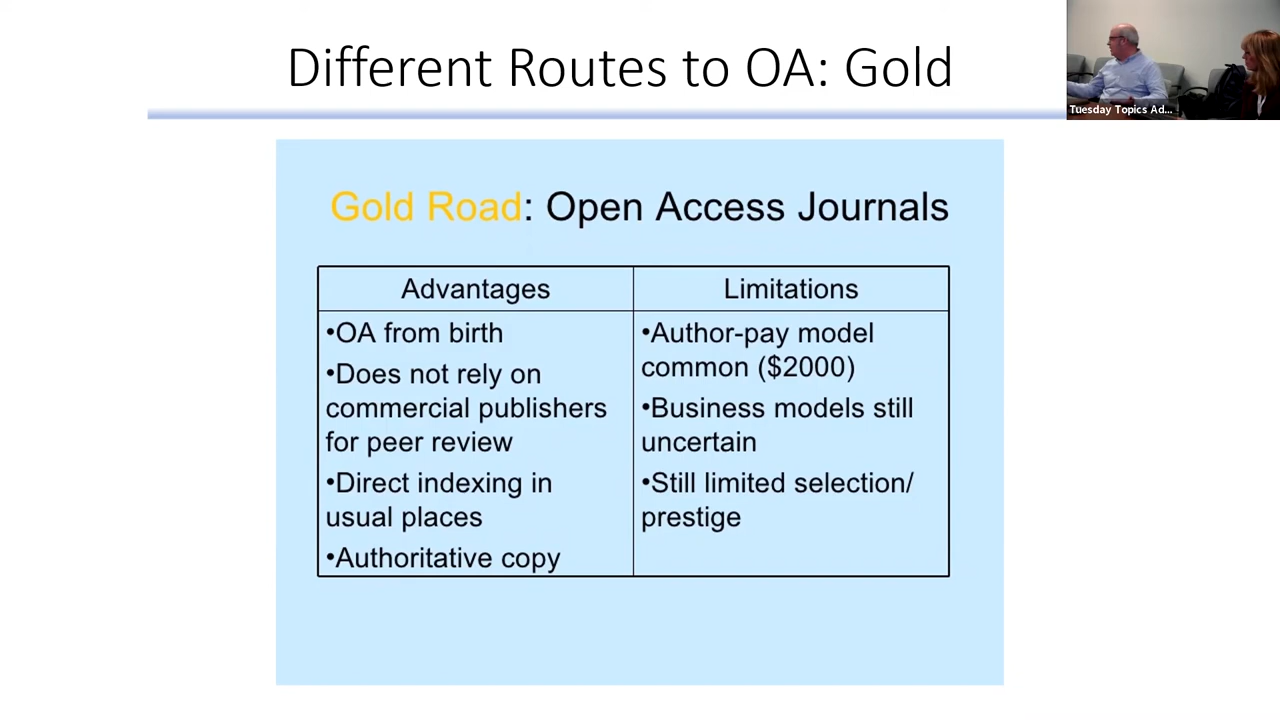 Different Routes to OA: Gold
Tuesday Topics Ad...
Gold Road: Open Access Journals
Advantages
Limitations
•OA from birth
•Does not rely on
commercial publishers
for peer review
•Direct indexing in
usual places
•Authoritative copy
•Author-pay model
common ($2000)
•Business models still
uncertain
•Still limited selection/
prestige